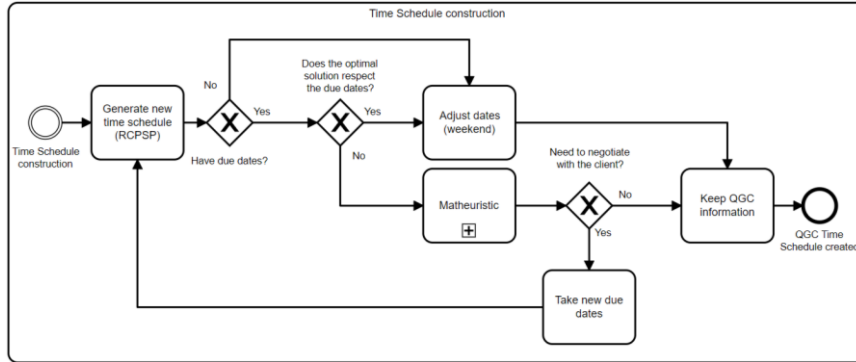 Time Schedule construction
No
Does the optimal
solution respect
the due dates?
Generate new
time schedule
(RCPSP)
Yes
Yes
Adjust dates
(weekend)
Time Schedule
construction
Have due dates?
No
Need to negotiate
with the client?
Matheuristic
No
Keep QGC
information
Yes
QGC Time
Schedule created
Take new due
dates